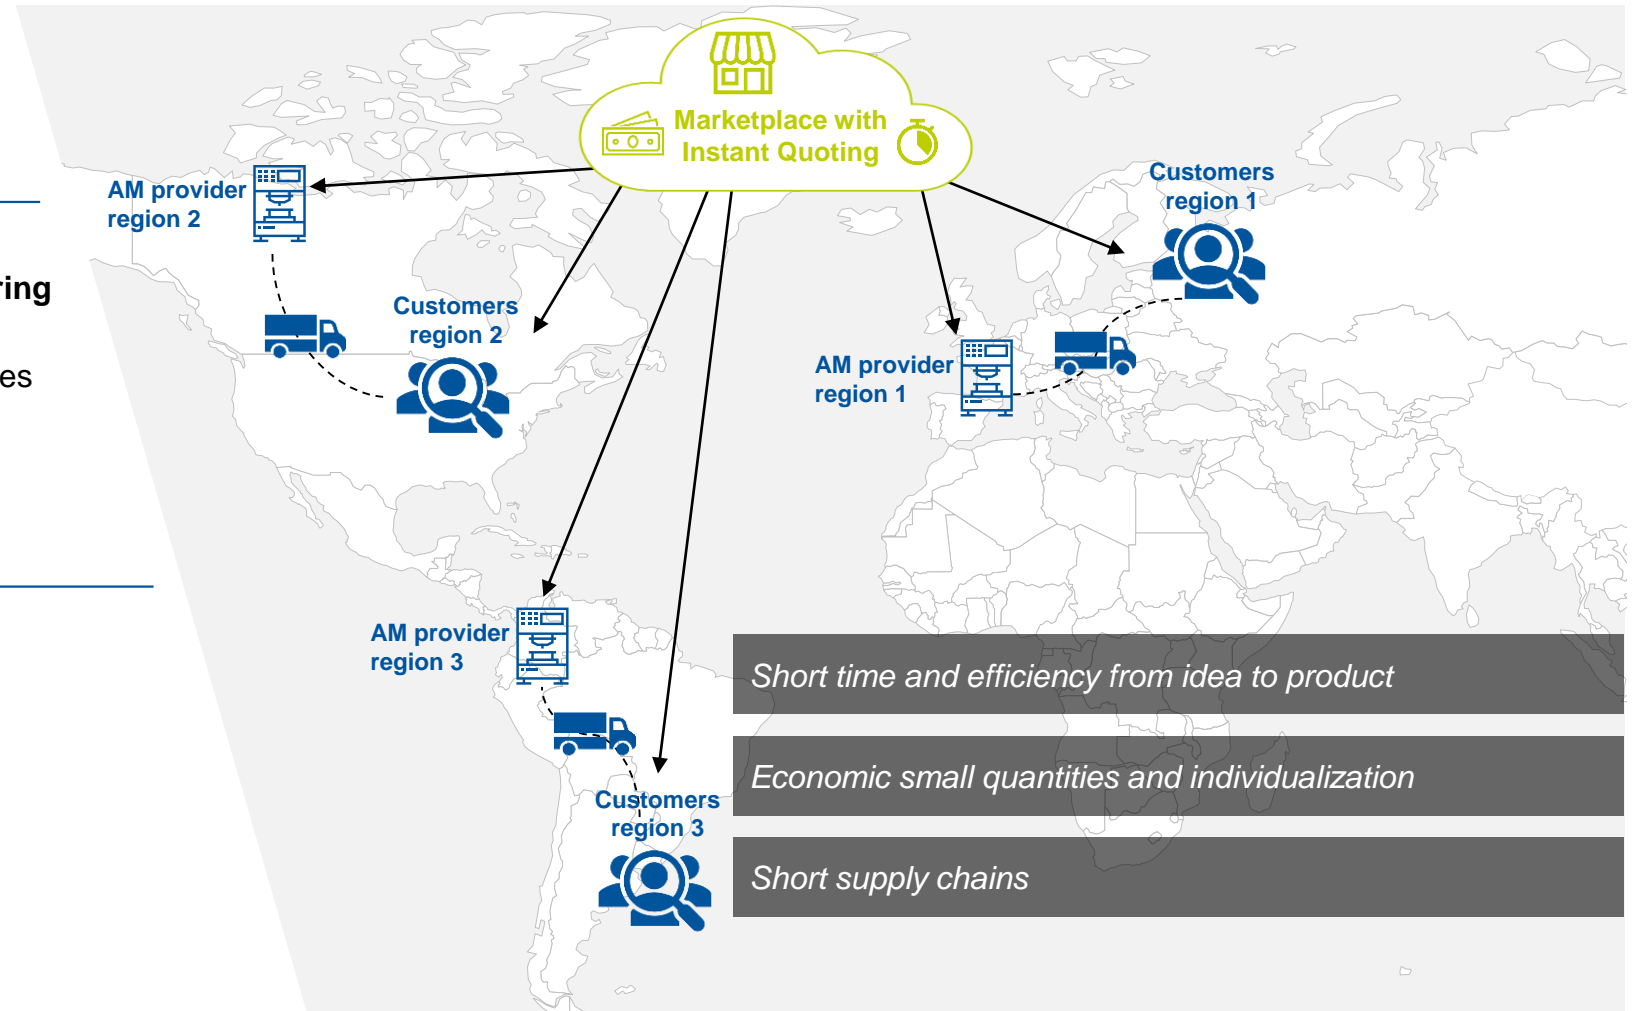 Marketplace with
Instant Quoting
Customers
region 1
AM provider
region 2
ring
Customers
region 2
es
AM provider
region 1
AM provider
region 3
Short time and efficiency from idea to product
Economic small quantities and individualization
Customers
region 3
Short supply chains